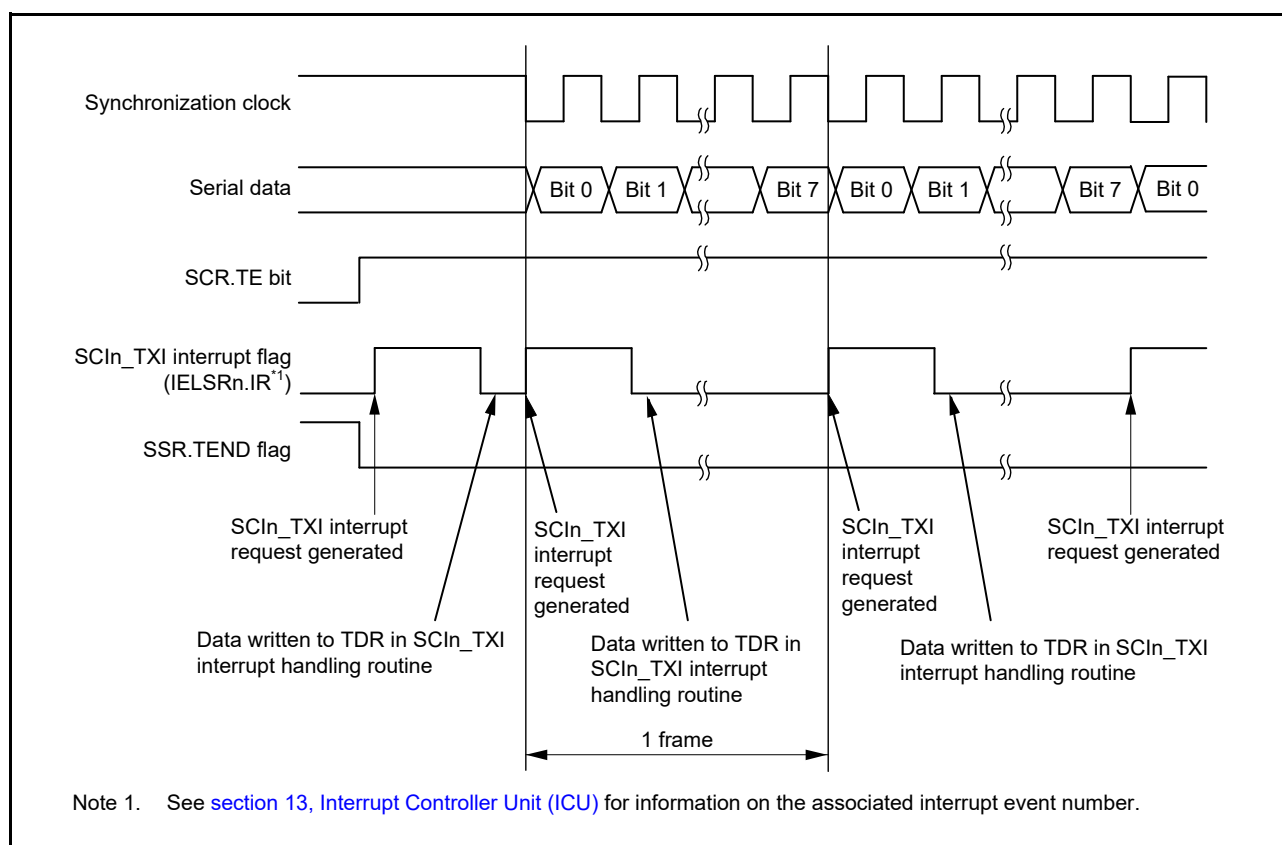 Synchronization clock
Serial data
Bit 0 Bit 1 Bit 7 Bit 0 Bit 1 Bit 7 Bit 0
SCR.TE bit
SCIn_TXI interrupt flag
(IELSRn.IR*1)
SSR.TEND flag
SCIn_TXI interrupt
request generated
SCIn_TXI
interrupt
request
generated
SCIn_TXI
interrupt
request
generated
SCIn_TXI interrupt
request generated
Data written to TDR in SCIn_TXI
interrupt handling routine
Data written to TDR in
SCIn_TXI interrupt
handling routine
Data written to TDR in SCIn_TXI
interrupt handling routine
1 frame
Note 1. See section 13, Interrupt Controller Unit (ICU) for information on the associated interrupt event number.